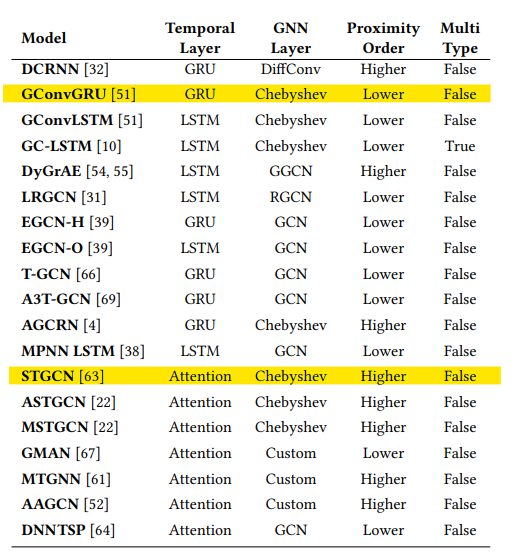 Model Temporal Layer GNN Layer Proximity Order Multi Type
DCRNN [32] GRU DiffConv Higher False
GConvGRU [51] GRU Chebyshev Lower False
GConvLSTM [51] LSTM Chebyshev Lower False
GC-LSTM [10] LSTM Chebyshev Lower True
DyGrAE [54, 55] LSTM GGCN Higher False
LRGCN [31] LSTM RGCN Lower False
EGCN-H [39] GRU GCN Lower False
EGCN-O [39] LSTM GCN Lower False
T-GCN [66] GRU GCN Lower False
A3T-GCN [69] GRU GCN Lower False
AGCRN [4] GRU Chebyshev Higher False
MPNN LSTM [38] LSTM GCN Lower False
STGCN [63] Attention Chebyshev Higher False
ASTGCN [22] Attention Chebyshev Higher False
MSTGCN [22] Attention Chebyshev Higher False
GMAN [67] Attention Custom Lower False
MTGNN [61] Attention Custom Higher False
AAGCN [52] Attention Custom Higher False
DNNTSP [64] Attention GCN Lower False